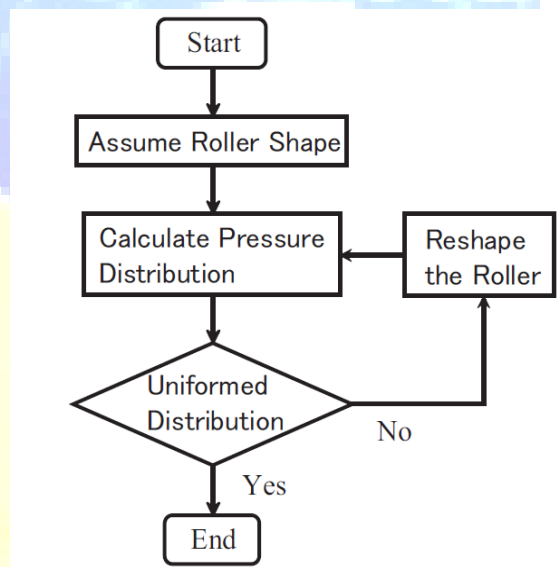 Start
Assume Roller Shape
Calculate Pressure
Distribution
Reshape
the Roller
Uniformed
Distribution
No
Yes
End